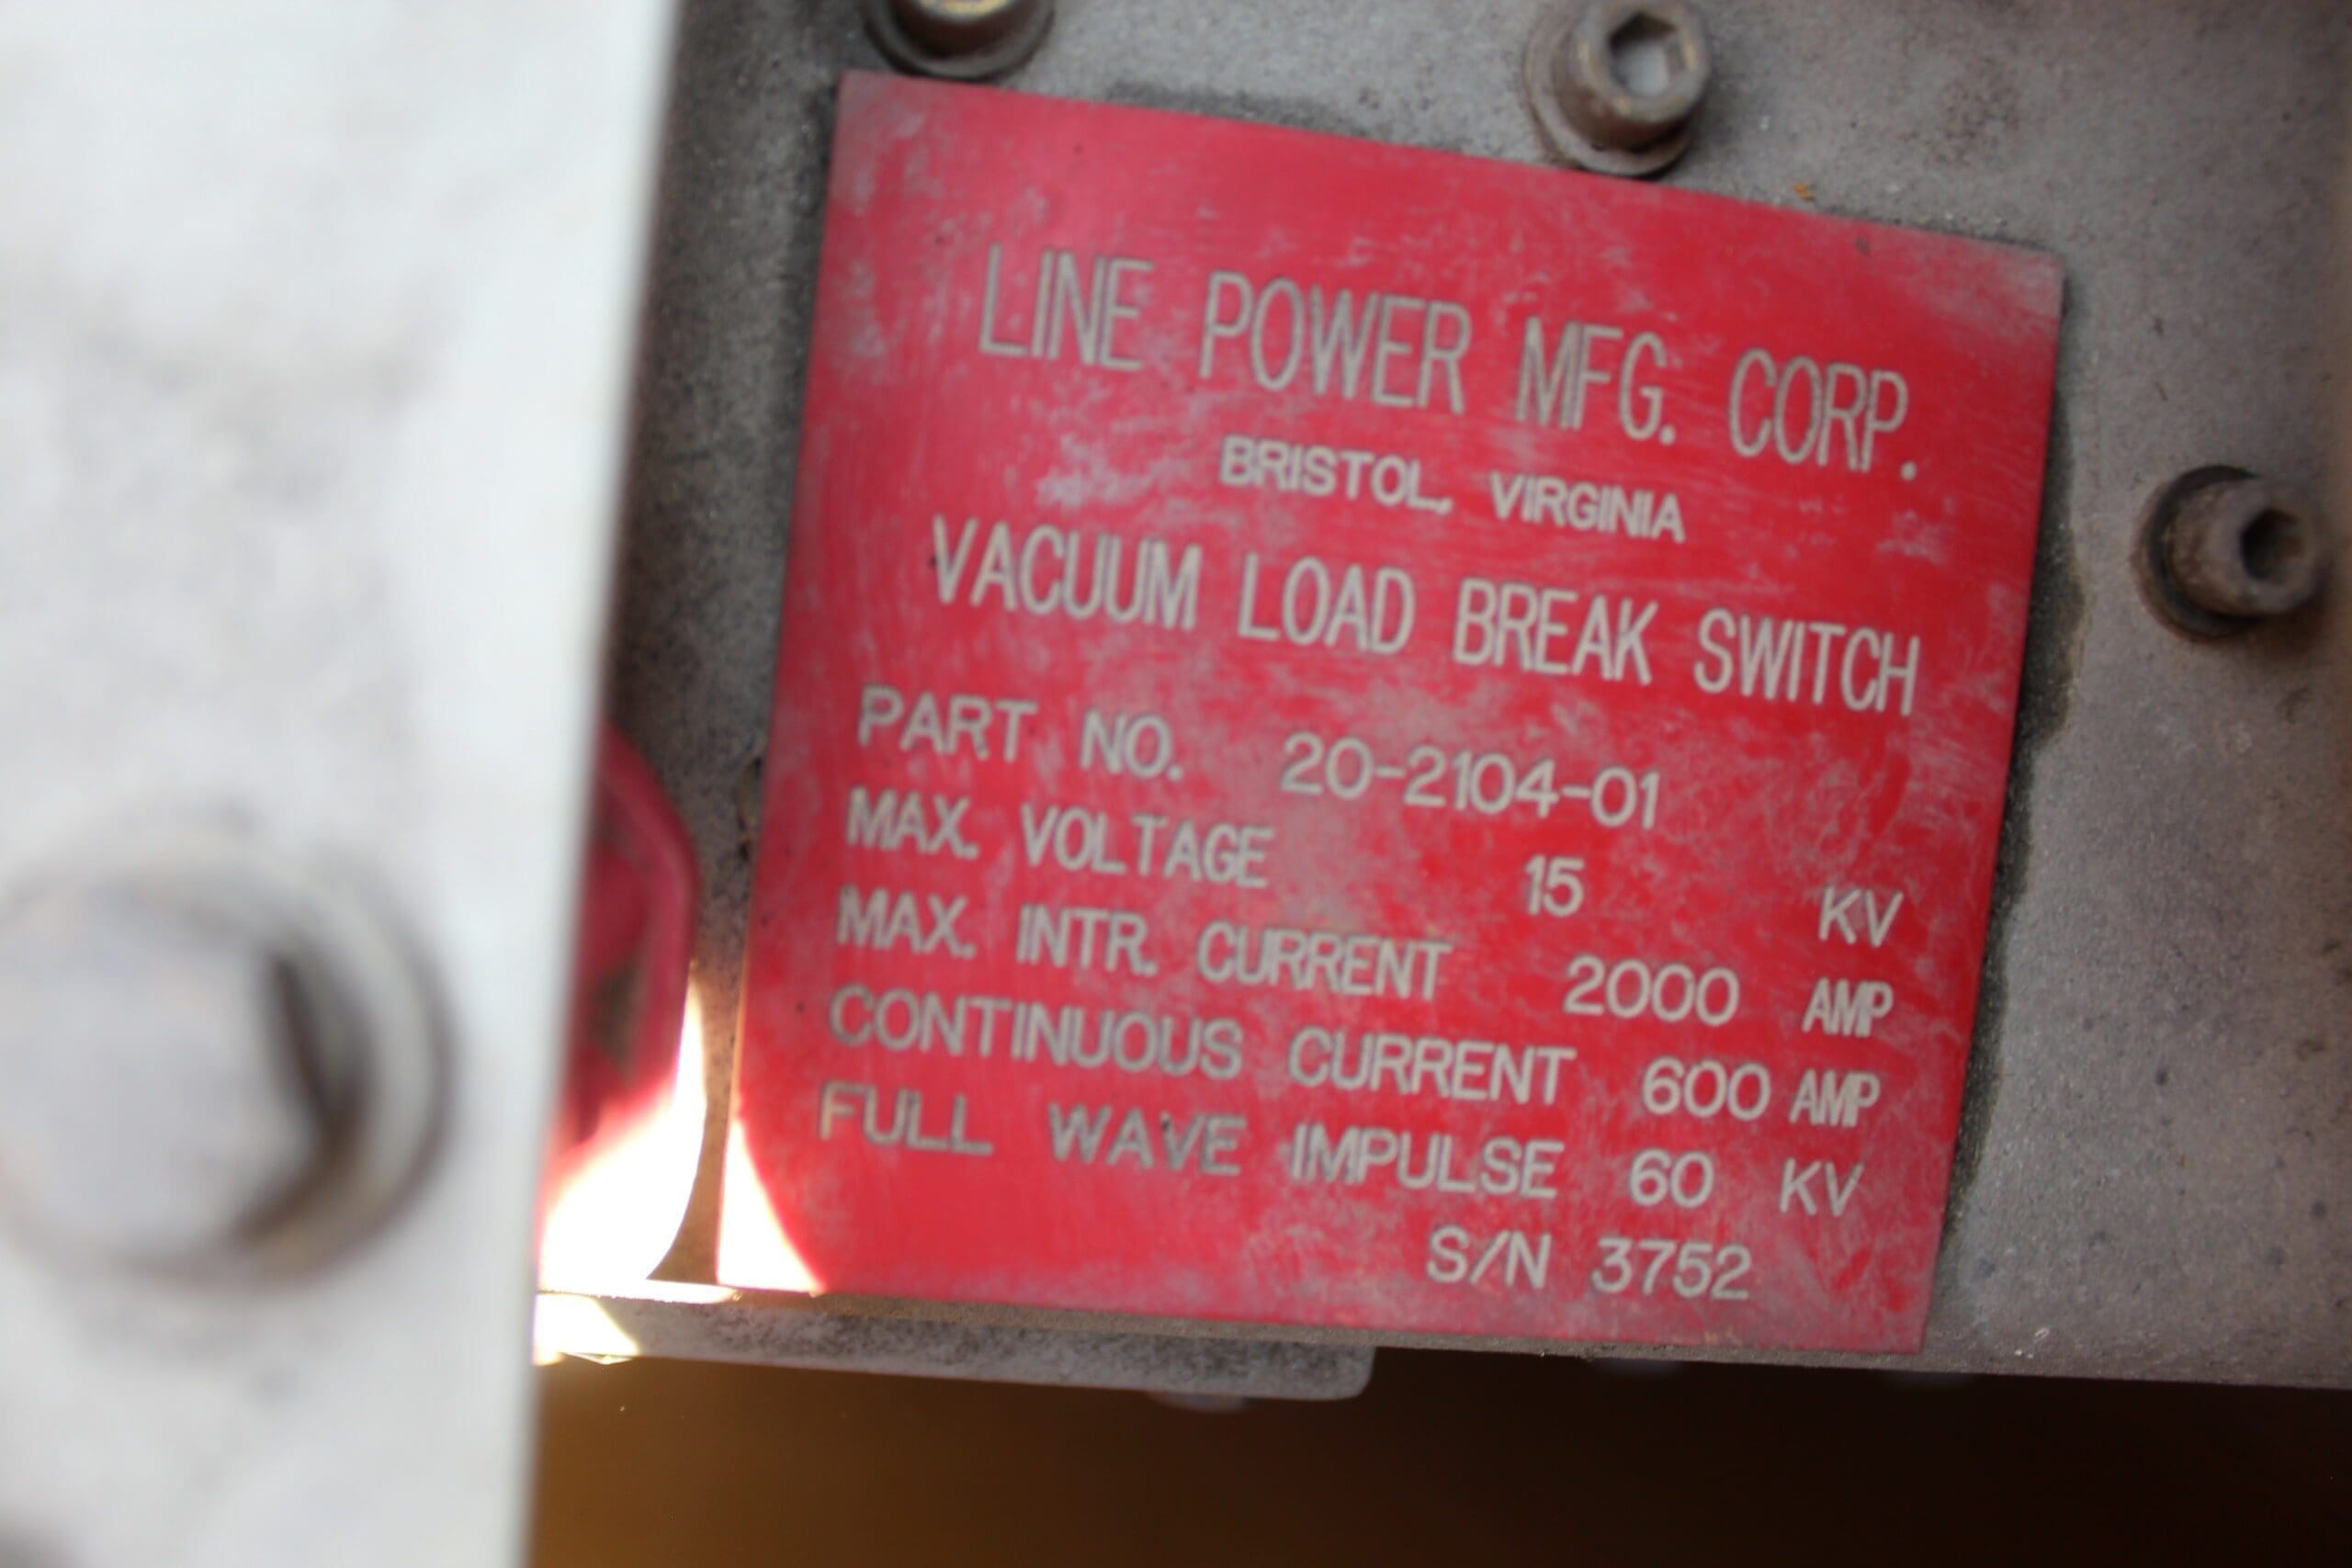 LINE POWER MFG. CORP.
BRISTOL, VIRGINIA
VACUUM LOAD BREAK SWITCH
PART NO. 20-2104-01
MAX. VOLTAGE 15 KV
MAX. INTR. CURRENT 2000 AMP
CONTINUOUS CURRENT 600 AMP
FULL WAVE IMPULSE 60 KV
S/N 3752